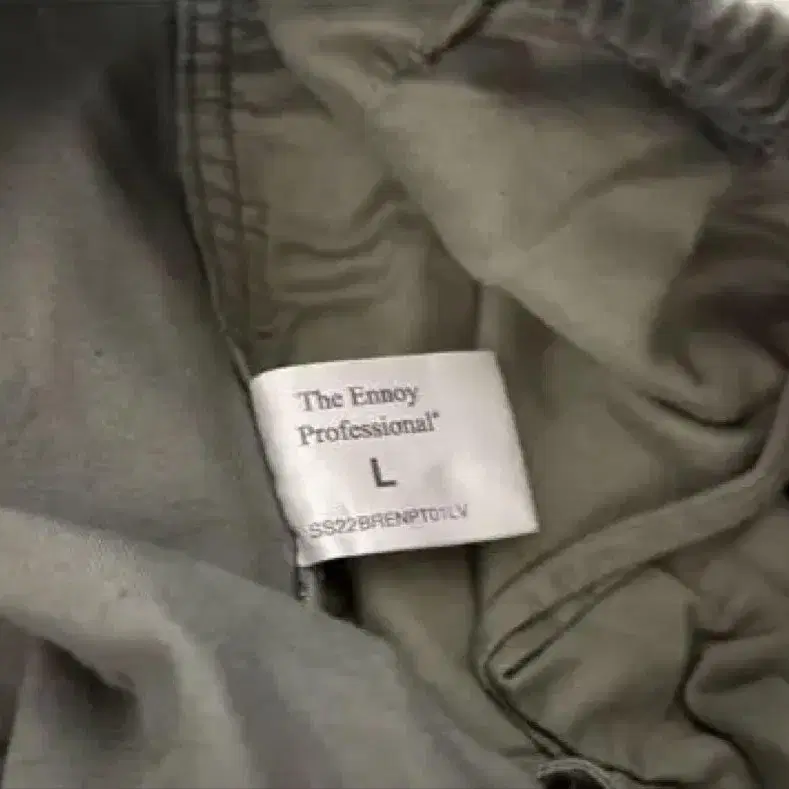 The Ennoy
Professional®
L
SS22BRENPT01LV